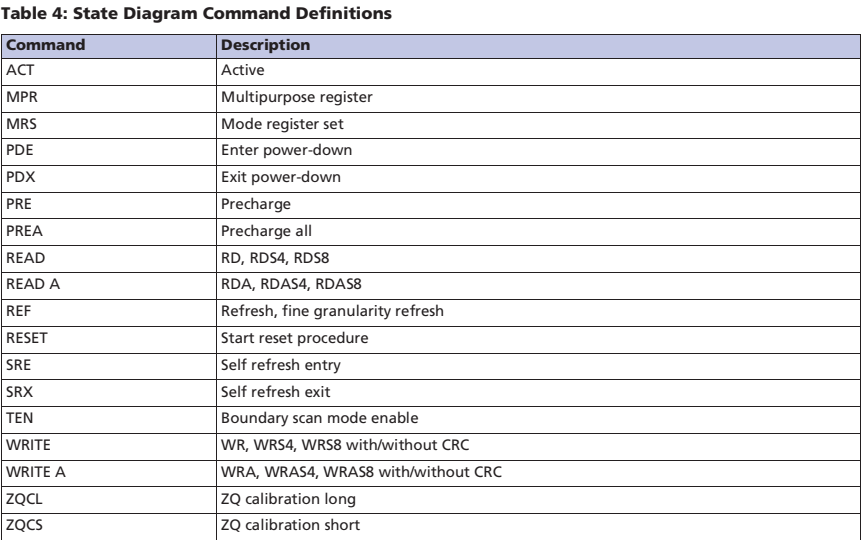 Table 4: State Diagram Command Definitions
Command Description
ACT Active
MPR Multipurpose register
MRS Mode register set
PDE Enter power-down
PDX Exit power-down
PRE Precharge
PREA Precharge all
READ RD, RDS4, RDS8
READ A RDA, RDAS4, RDAS8
REF Refresh, fine granularity refresh
RESET Start reset procedure
SRE Self refresh entry
SRX Self refresh exit
TEN Boundary scan mode enable
WRITE WR, WRS4, WRS8 with/without CRC
WRITE A WRA, WRAS4, WRAS8 with/without CRC
ZQCL ZQ calibration long
ZQCS ZQ calibration short